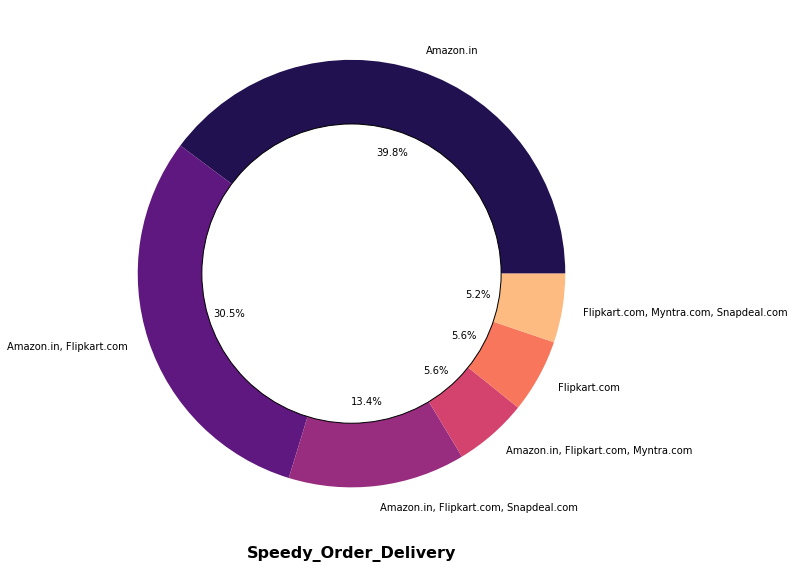 Amazon.in
39.8%
5.2%
Flipkart.com, Myntra.com, Snapdeal.com
30.5%
5.6%
Amazon.in, Flipkart.com
5.6%
Flipkart.com
13.4%
Amazon.in, Flipkart.com, Myntra.com
Amazon.in, Flipkart.com, Snapdeal.com
Speedy_Order_Delivery